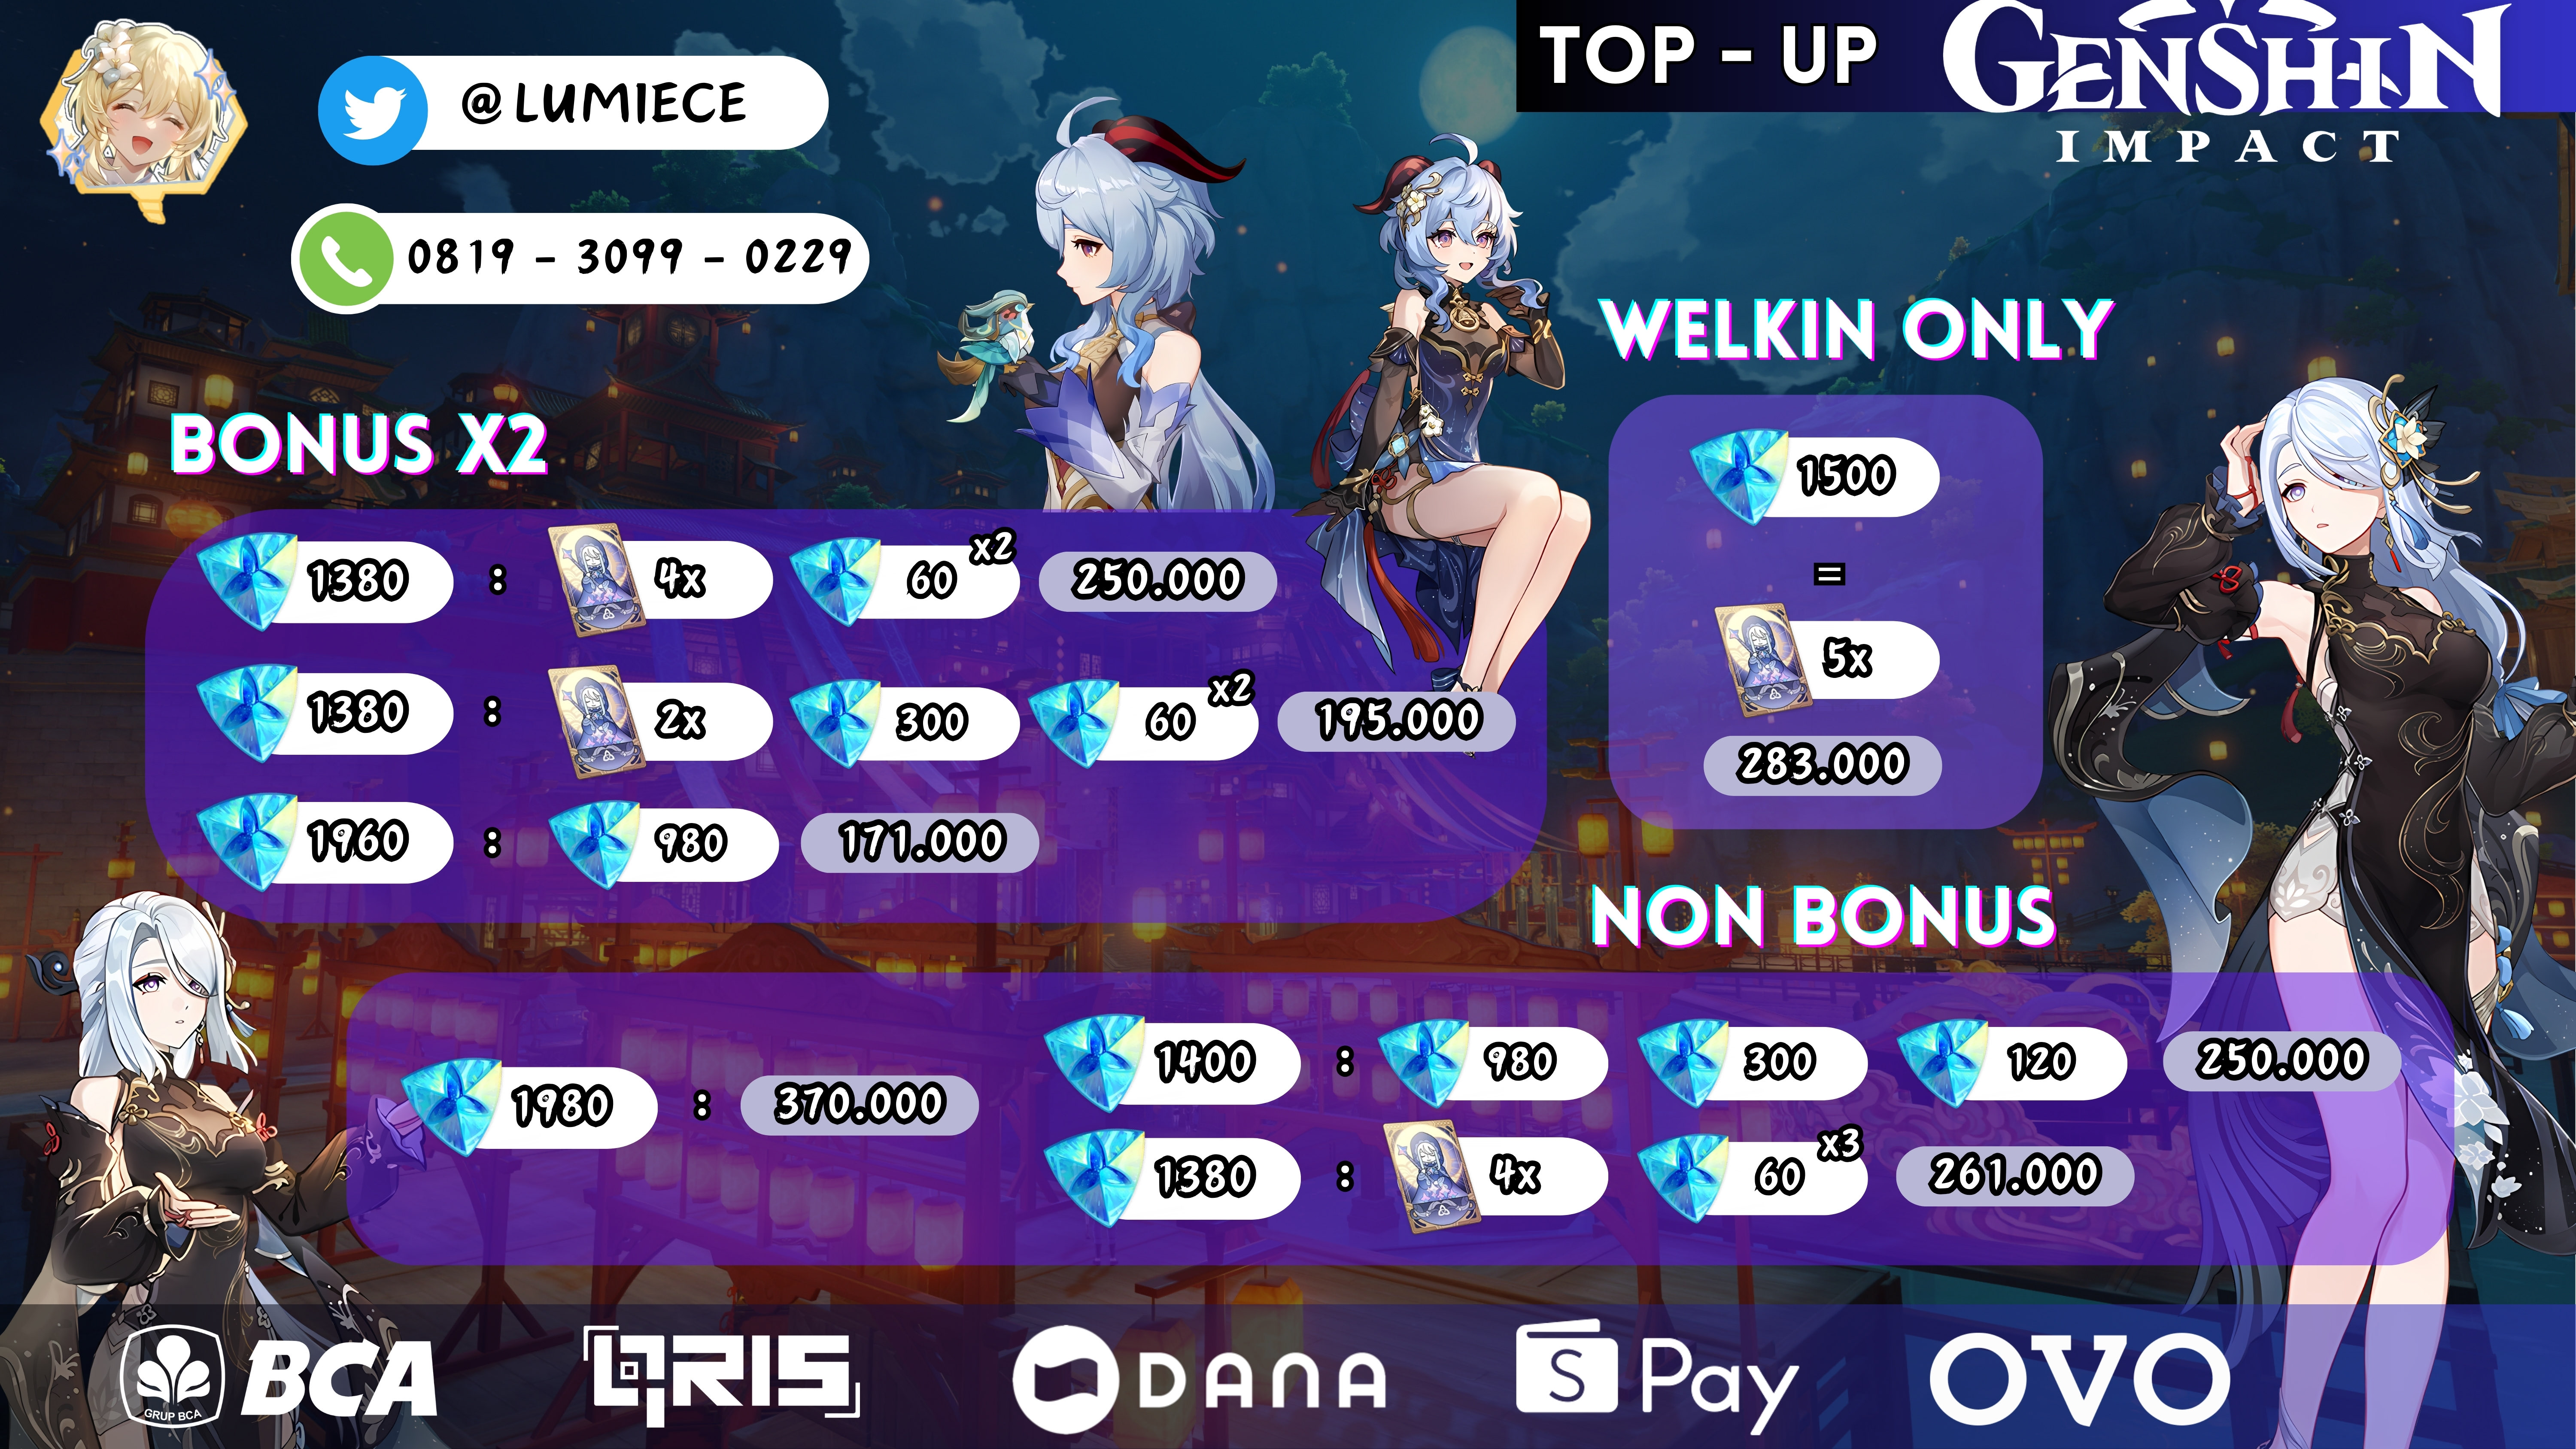 TOP - UP
GENSHIN
IMPACT
@LUMIECE
0819 - 3099 - 0229
BONUS X2
1380 : 4x 60 x2 250.000
1380 : 2x 300 60 x2 195.000
1960 : 980 171.000
WELKIN ONLY
1500
=
5x
283.000
NON BONUS
1980 : 370.000
1400 : 980 300 120 250.000
1380 : 4x 60 x3 261.000
GRUP BCA
BCA
QRIS
DANA
S Pay
OVO